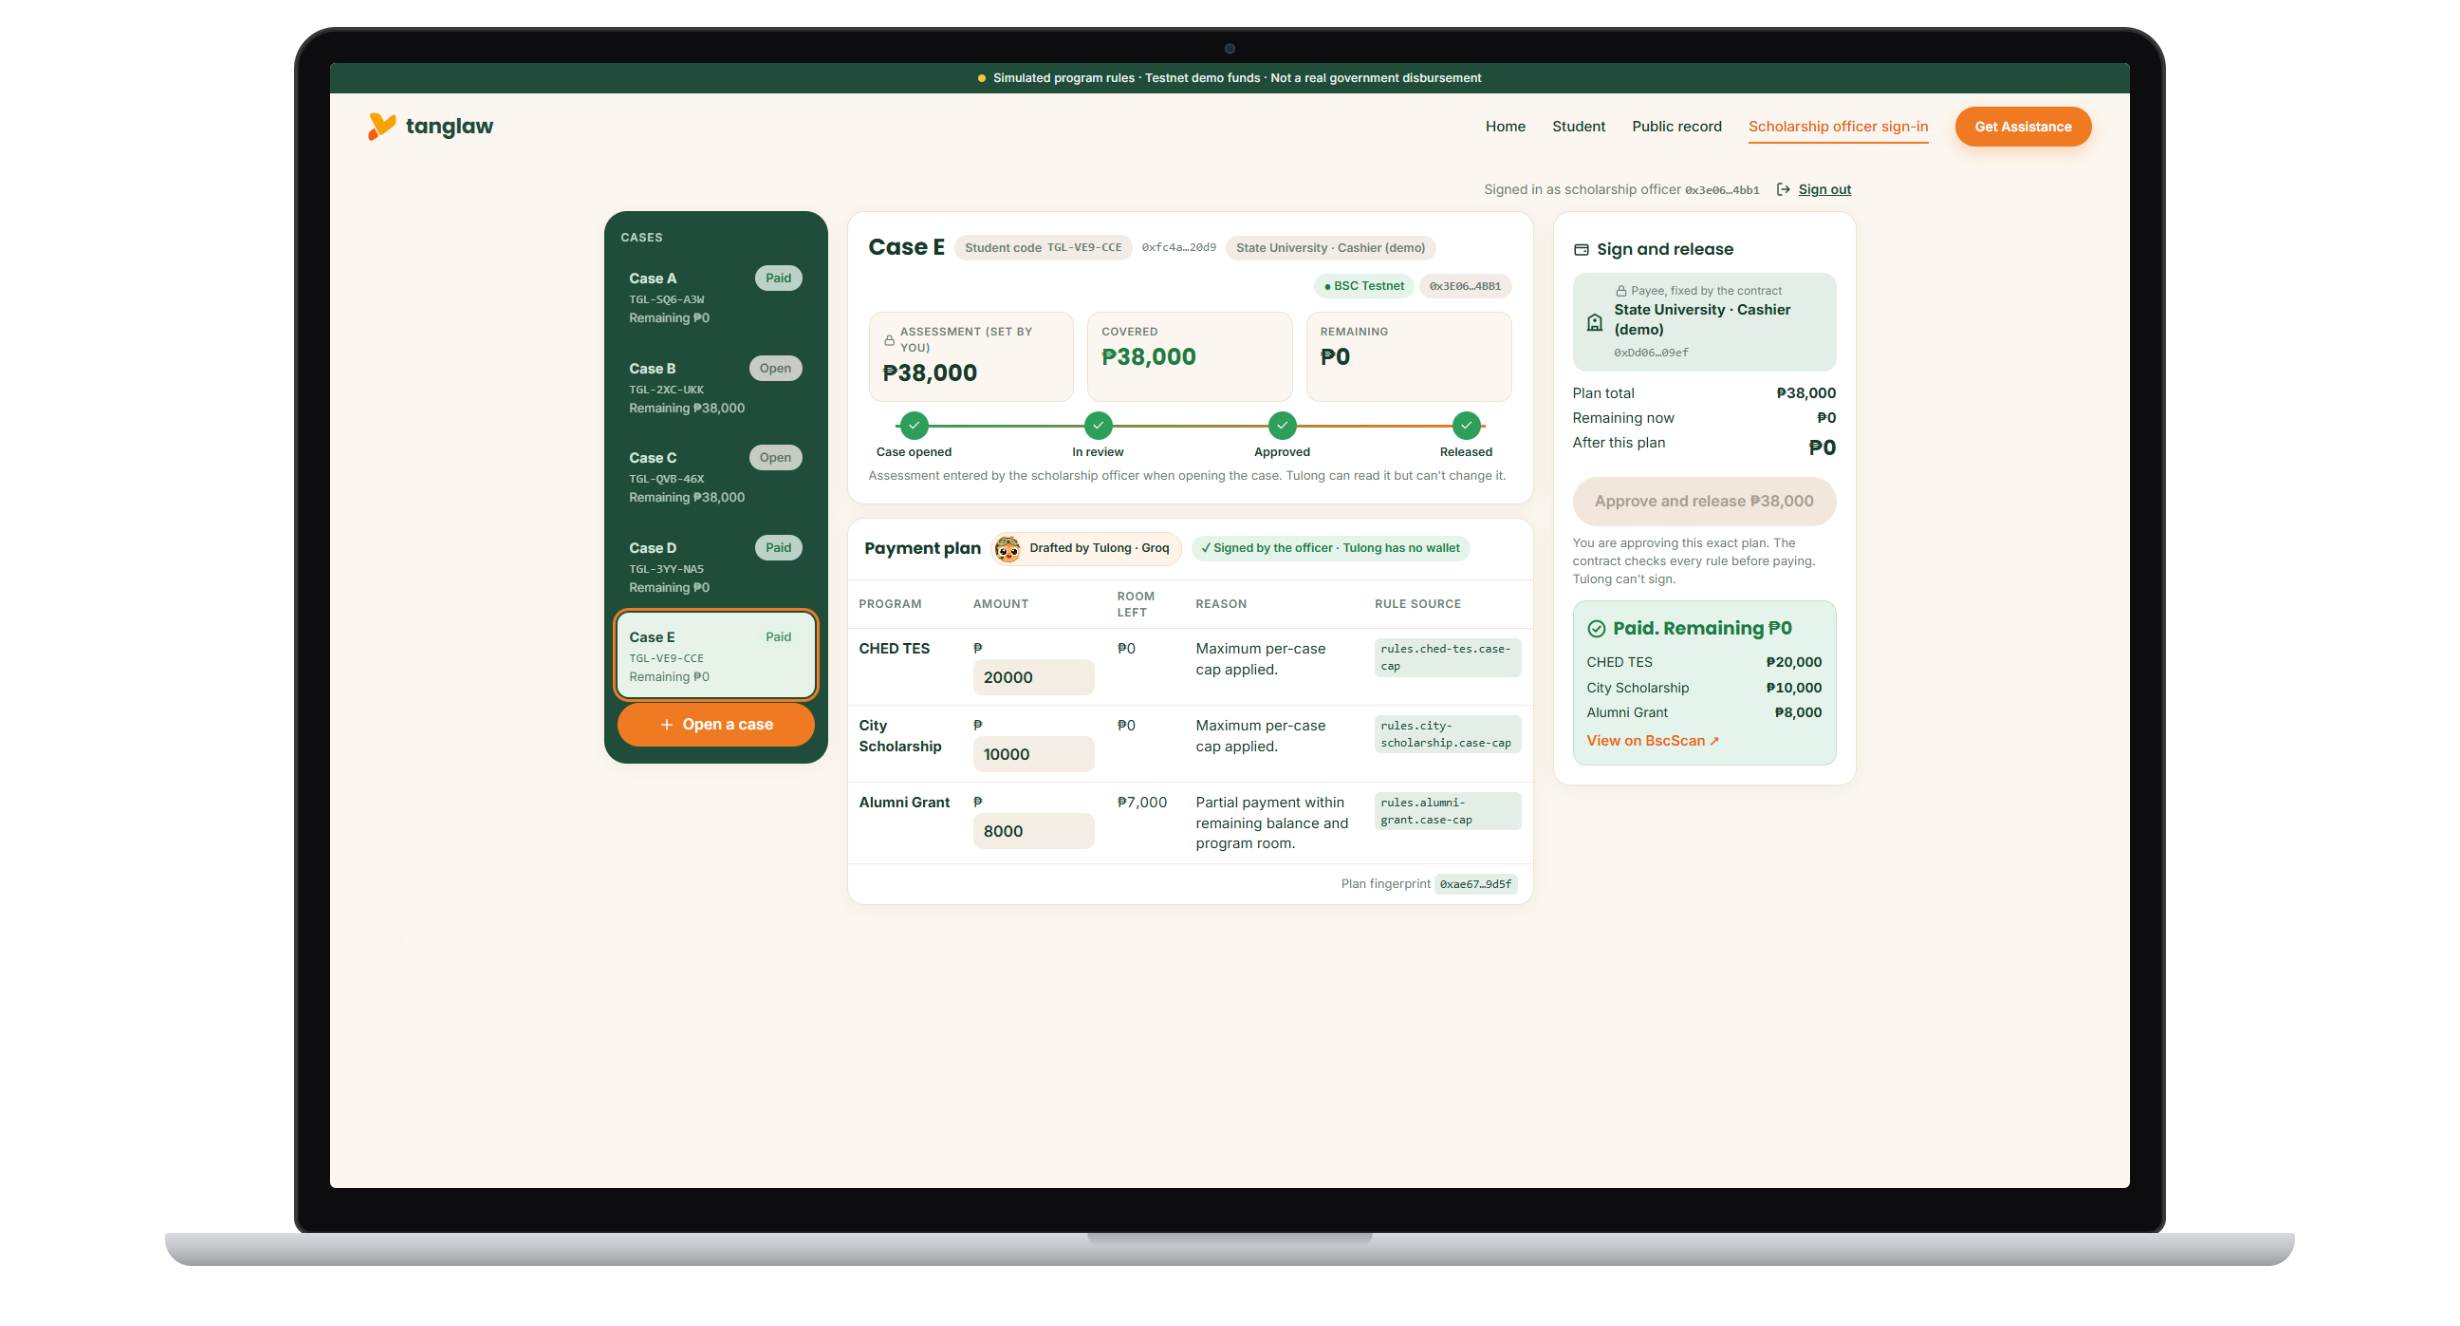 Simulated program rules · Testnet demo funds · Not a real government disbursement
tanglaw
Home
Student
Public record
Scholarship officer sign-in
Get Assistance
Signed in as scholarship officer 0x3e06…4bb1
Sign out
CASES
Case A
Paid
TGL-SQ6-A3W
Remaining ₱0
Case B
Open
TGL-2XC-UKK
Remaining ₱38,000
Case C
Open
TGL-QVB-46X
Remaining ₱38,000
Case D
Paid
TGL-3YY-NA5
Remaining ₱0
Case E
Paid
TGL-VE9-CCE
Remaining ₱0
+ Open a case
Case E
Student code TGL-VE9-CCE
0xfc4a…20d9
State University · Cashier (demo)
● BSC Testnet
0x3E06…4BB1
ASSESSMENT (SET BY
YOU)
₱38,000
COVERED
₱38,000
REMAINING
₱0
Case opened
In review
Approved
Released
Assessment entered by the scholarship officer when opening the case. Tulong can read it but can't change it.
Payment plan
Drafted by Tulong · Groq
✓ Signed by the officer · Tulong has no wallet
PROGRAM
AMOUNT
ROOM
LEFT
REASON
RULE SOURCE
CHED TES
₱
20000
₱0
Maximum per-case
cap applied.
rules.ched-tes.case-
cap
City
Scholarship
₱
10000
₱0
Maximum per-case
cap applied.
rules.city-
scholarship.case-cap
Alumni Grant
₱
8000
₱7,000
Partial payment within
remaining balance and
program room.
rules.alumni-
grant.case-cap
Plan fingerprint 0xae67…9d5f
Sign and release
Payee, fixed by the contract
State University · Cashier
(demo)
0xDd06…09ef
Plan total ₱38,000
Remaining now ₱0
After this plan ₱0
Approve and release ₱38,000
You are approving this exact plan. The
contract checks every rule before paying.
Tulong can't sign.
Paid. Remaining ₱0
CHED TES ₱20,000
City Scholarship ₱10,000
Alumni Grant ₱8,000
View on BscScan ↗